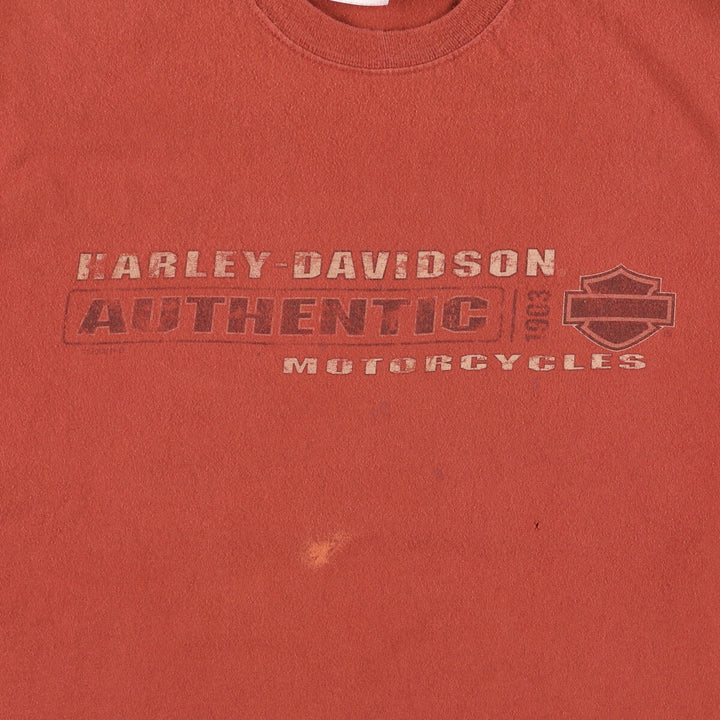 HARLEY-DAVIDSON
AUTHENTIC
1903
MOTORCYCLES